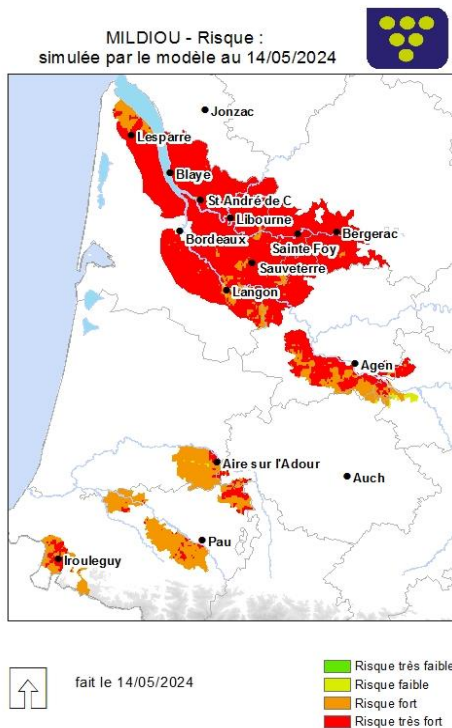 MILDIOU - Risque :
simulée par le modèle au 14/05/2024
Jonzac
Lesparre
Blaye
St André de C
Libourne
Bordeaux
Bergerac
Sainte Foy
Sauveterre
Langon
Agen
Aire sur l'Adour
Auch
Pau
Irouleguy
fait le 14/05/2024
Risque très faible
Risque faible
Risque fort
Risque très fort